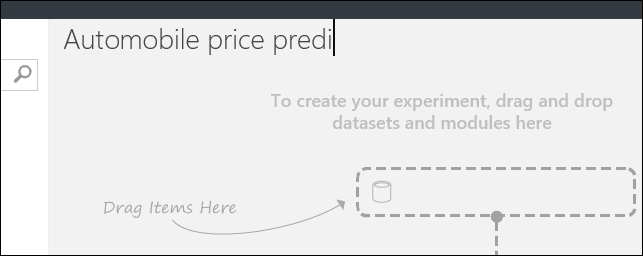 Automobile price predi
To create your experiment, drag and drop
datasets and modules here
Drag Items Here